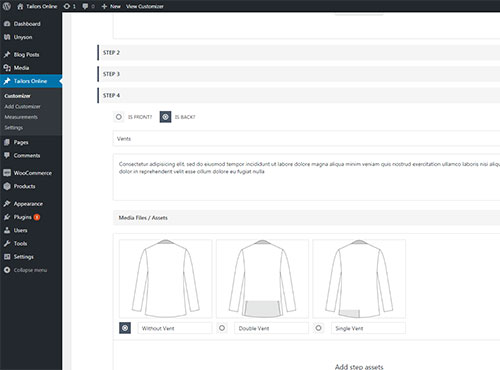 Tailors Online 1 0 New View Customizer
Dashboard
Unyson
Blog Posts
Media
Tailors Online
Customizer
Add Customizer
Measurements
Settings
Pages
Comments
WooCommerce
Products
Appearance
Plugins 1
Users
Tools
Settings
Collapse menu
STEP 2
STEP 3
STEP 4
IS FRONT? IS BACK?
Vents
Consectetur adipisicing elit, sed do eiusmod tempor incididunt ut labore dolore magna aliqua minim veniam quis nostrud exercitation ullamco laboris nisi aliqu
dolor in reprehenderit velit esse cillum dolore eu fugiat nulla
Media Files / Assets
Without Vent Double Vent Single Vent
Add step assets